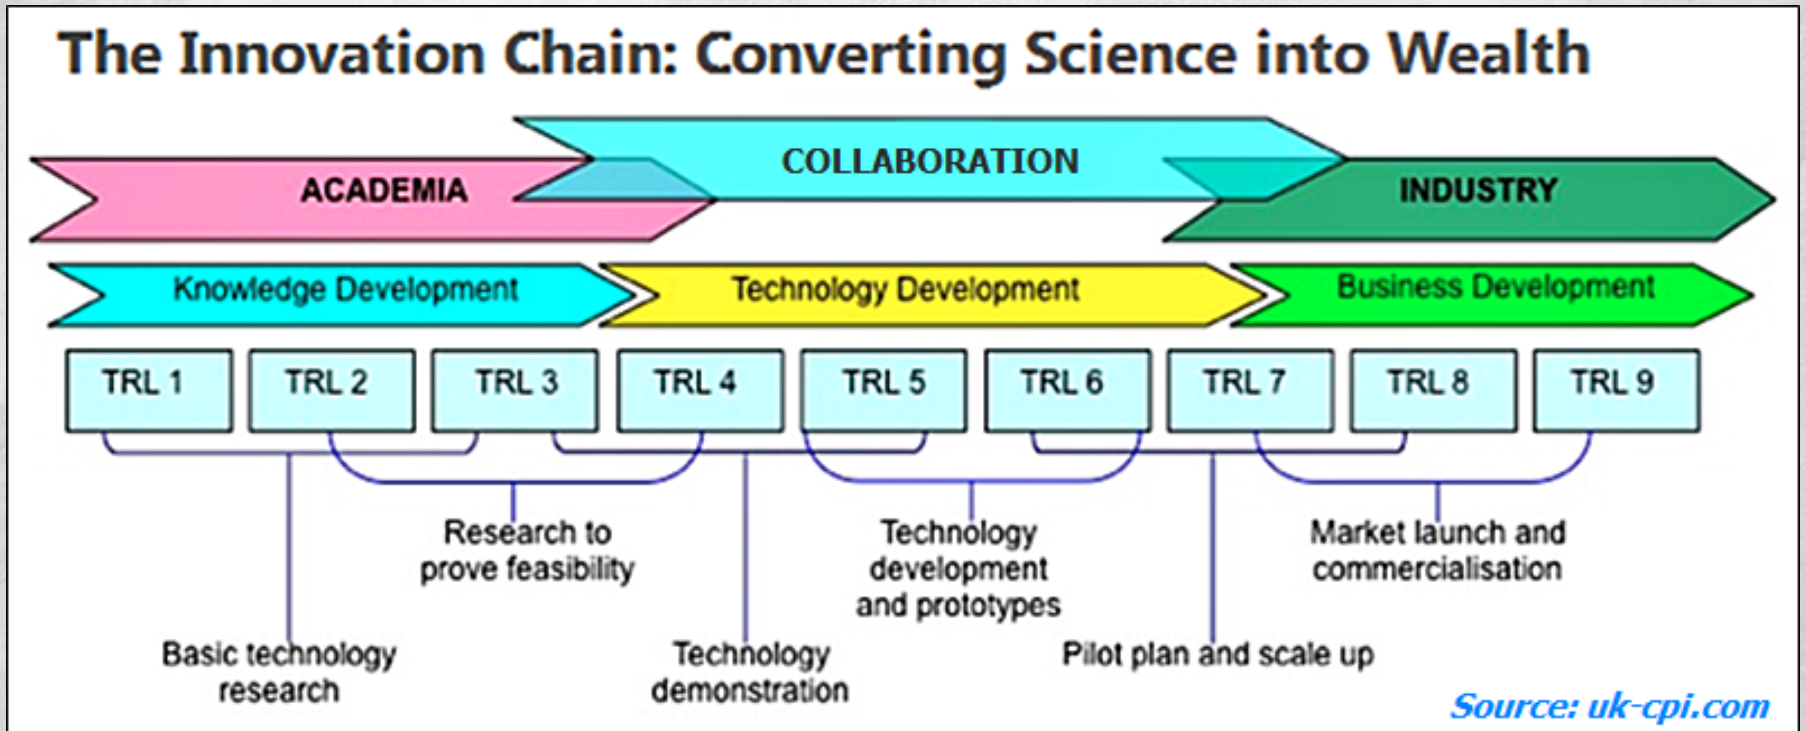 The Innovation Chain: Converting Science into Wealth
COLLABORATION
ACADEMIA
INDUSTRY
Knowledge Development
Technology Development
Business Development
TRL 1
TRL 2
TRL 3
TRL 4
TRL 5
TRL 6
TRL 7
TRL 8
TRL 9
Research to
prove feasibility
Technology
development
and prototypes
Market launch and
commercialisation
Basic technology
research
Technology
demonstration
Pilot plan and scale up
Source: uk-cpi.com